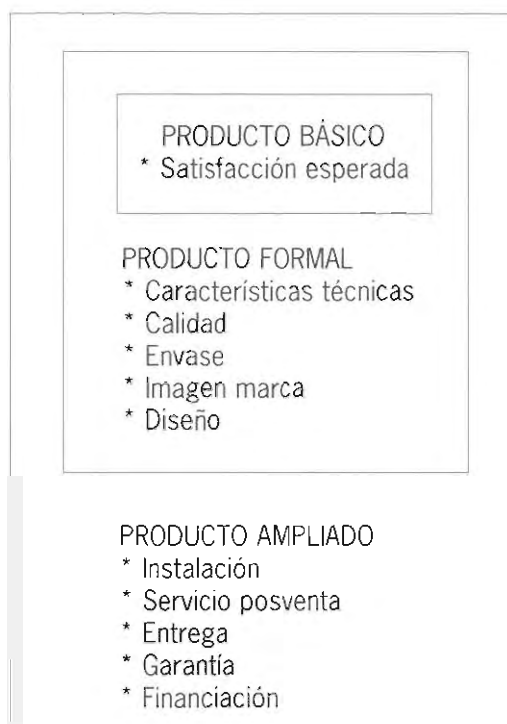 PRODUCTO BÁSICO
* Satisfacción esperada
PRODUCTO FORMAL
* Características técnicas
* Calidad
* Envase
* Imagen marca
* Diseño
PRODUCTO AMPLIADO
* Instalación
* Servicio posventa
* Entrega
* Garantía
* Financiación